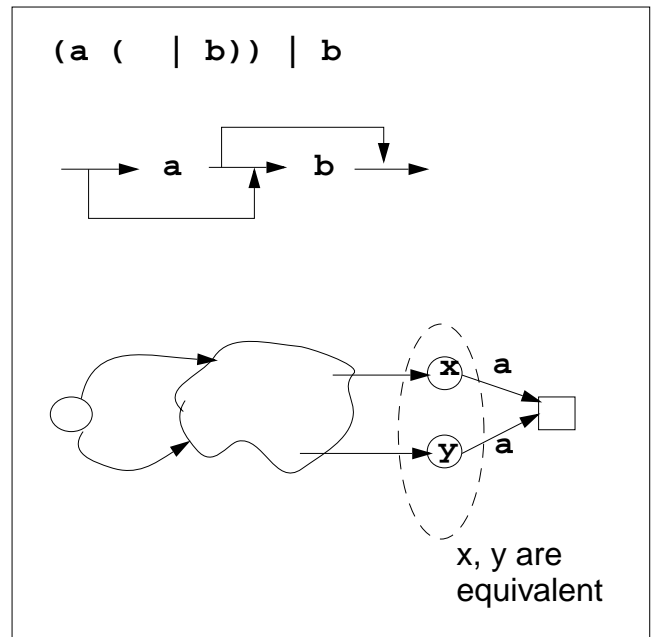 (a (  | b)) | b
a b
x a
y a
x, y are
equivalent